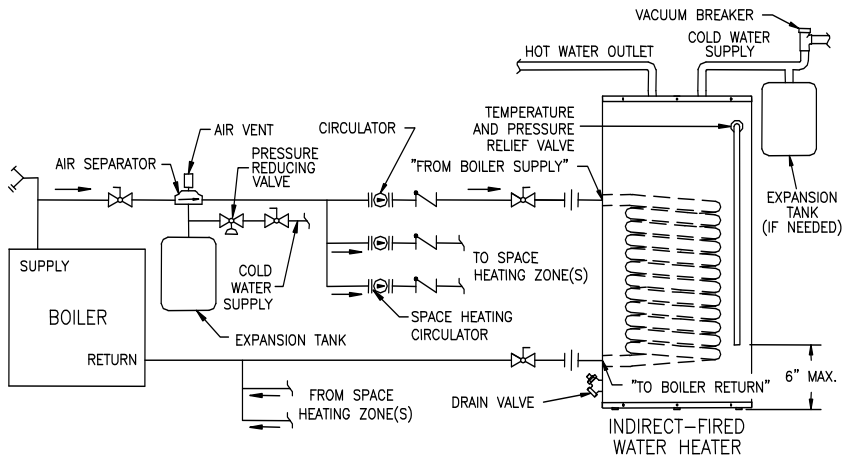 VACUUM BREAKER
COLD WATER
SUPPLY
HOT WATER OUTLET
TEMPERATURE
AND PRESSURE
RELIEF VALVE
AIR VENT
CIRCULATOR
AIR SEPARATOR
PRESSURE
REDUCING
VALVE
"FROM BOILER SUPPLY"
EXPANSION
TANK
(IF NEEDED)
SUPPLY
COLD
WATER
SUPPLY
TO SPACE
HEATING ZONE(S)
BOILER
SPACE HEATING
CIRCULATOR
EXPANSION TANK
RETURN
FROM SPACE
HEATING ZONE(S)
"TO BOILER RETURN"
6" MAX.
DRAIN VALVE
INDIRECT-FIRED
WATER HEATER